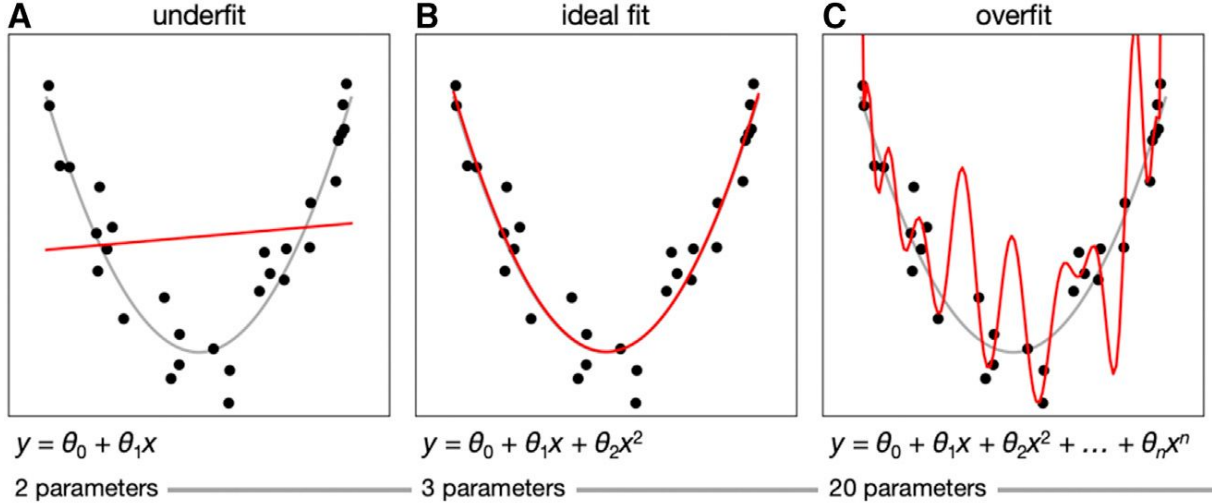 A underfit
B ideal fit
C overfit
y = θ₀ + θ₁x
y = θ₀ + θ₁x + θ₂x²
y = θ₀ + θ₁x + θ₂x² + … + θₙxⁿ
2 parameters
3 parameters
20 parameters